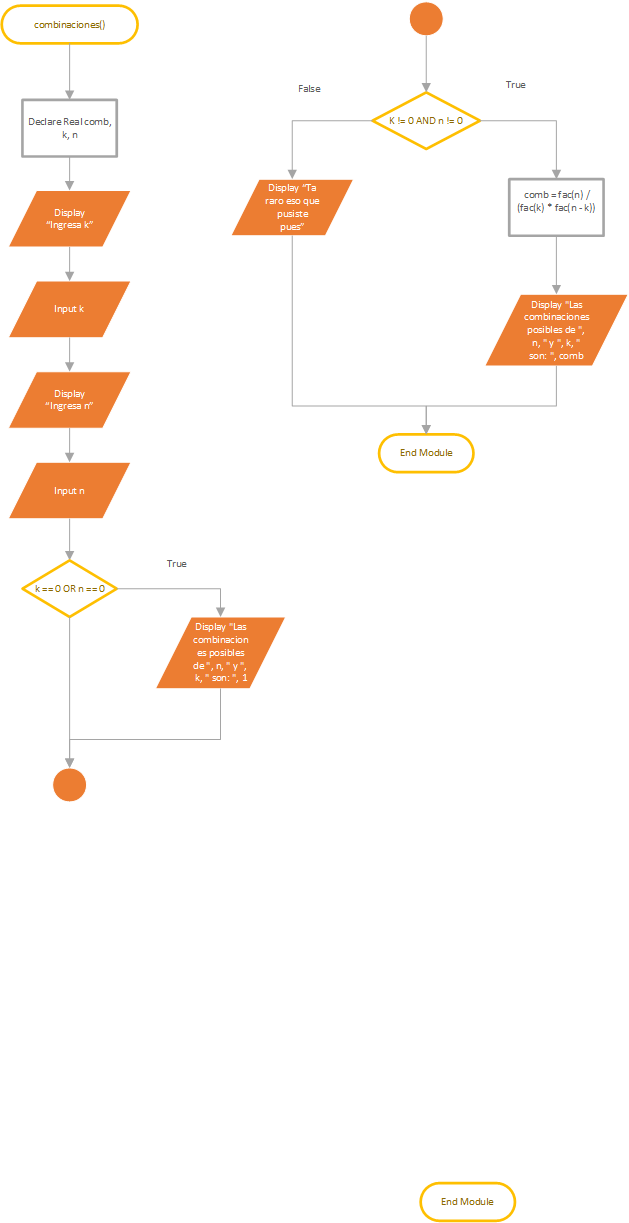 combinaciones()
Declare Real comb,
k, n
Display
“Ingresa k”
Input k
Display
“Ingresa n”
Input n
k == 0 OR n == 0
True
Display "Las
combinacion
es posibles
de ", n, " y ",
k, " son: ", 1
K != 0 AND n != 0
False
True
Display “Ta
raro eso que
pusiste
pues”
comb = fac(n) /
(fac(k) * fac(n - k))
Display "Las
combinaciones
posibles de ",
n, " y ", k, "
son: ", comb
End Module
End Module